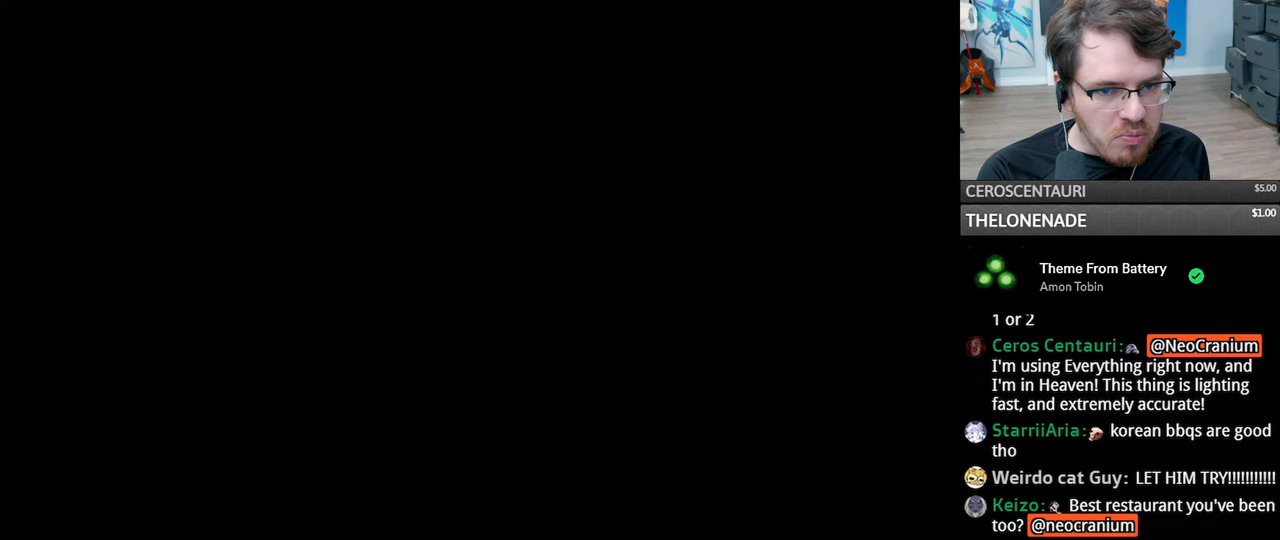 CEROSCENTAURI $5.00
THELONENADE $1.00
Theme From Battery
Amon Tobin
1 or 2
Ceros Centauri: @NeoCranium
I'm using Everything right now, and
I'm in Heaven! This thing is lighting
fast, and extremely accurate!
StarriiAria: korean bbqs are good
tho
Weirdo cat Guy: LET HIM TRY!!!!!!!!!!!
Keizo: Best restaurant you've been
too? @neocranium